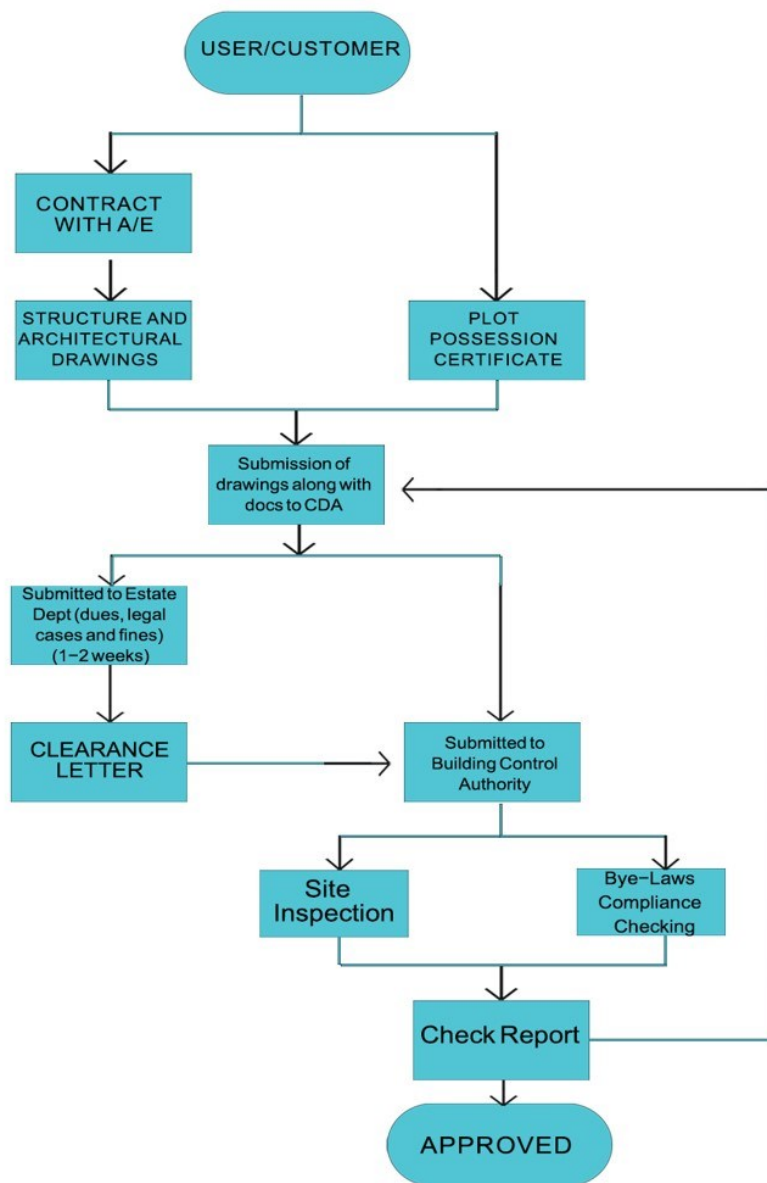 USER/CUSTOMER
CONTRACT
WITH A/E
STRUCTURE AND
ARCHITECTURAL
DRAWINGS
PLOT
POSSESSION
CERTIFICATE
Submission of
drawings along with
docs to CDA
Submitted to Estate
Dept (dues, legal
cases and fines)
(1−2 weeks)
CLEARANCE
LETTER
Submitted to
Building Control
Authority
Site
Inspection
Bye−Laws
Compliance
Checking
Check Report
APPROVED